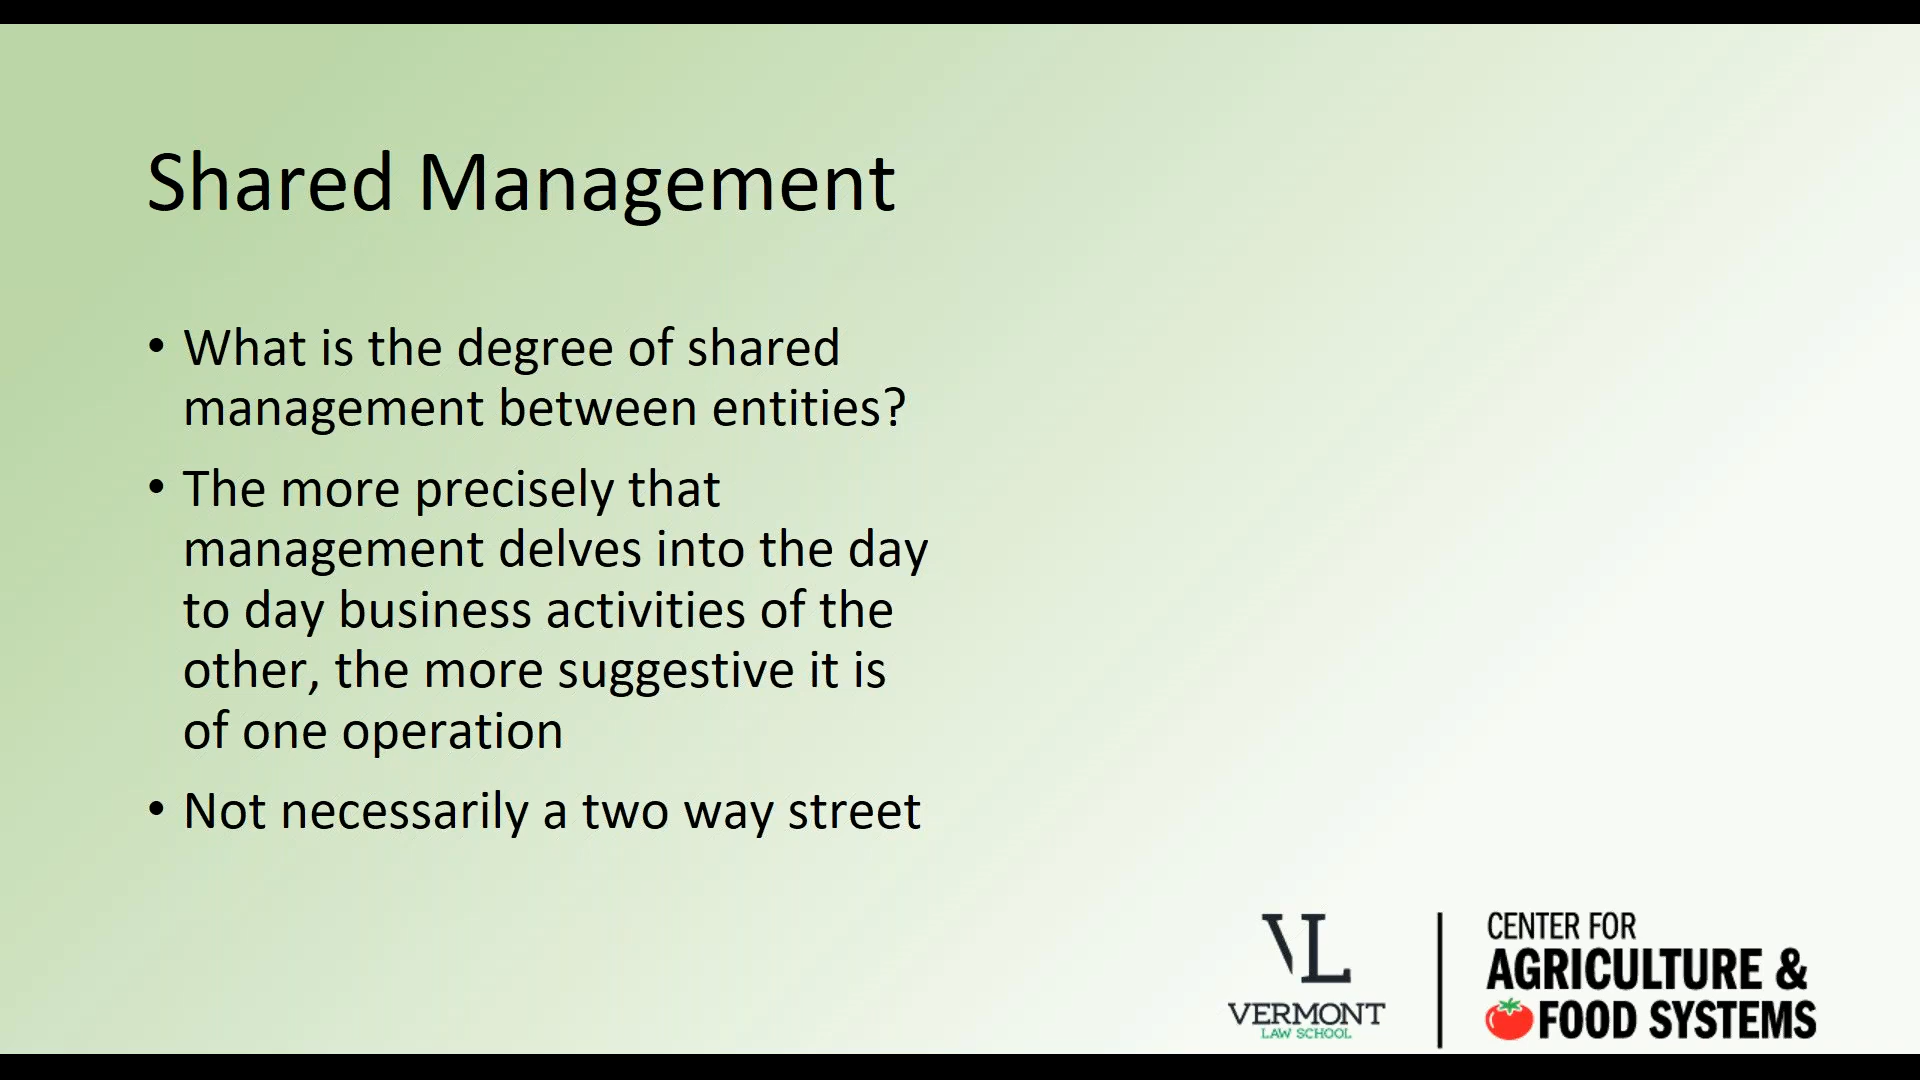 Shared Management
• What is the degree of shared
management between entities?
• The more precisely that
management delves into the day
to day business activities of the
other, the more suggestive it is
of one operation
• Not necessarily a two way street
VL
VERMONT
LAW SCHOOL
CENTER FOR
AGRICULTURE &
FOOD SYSTEMS